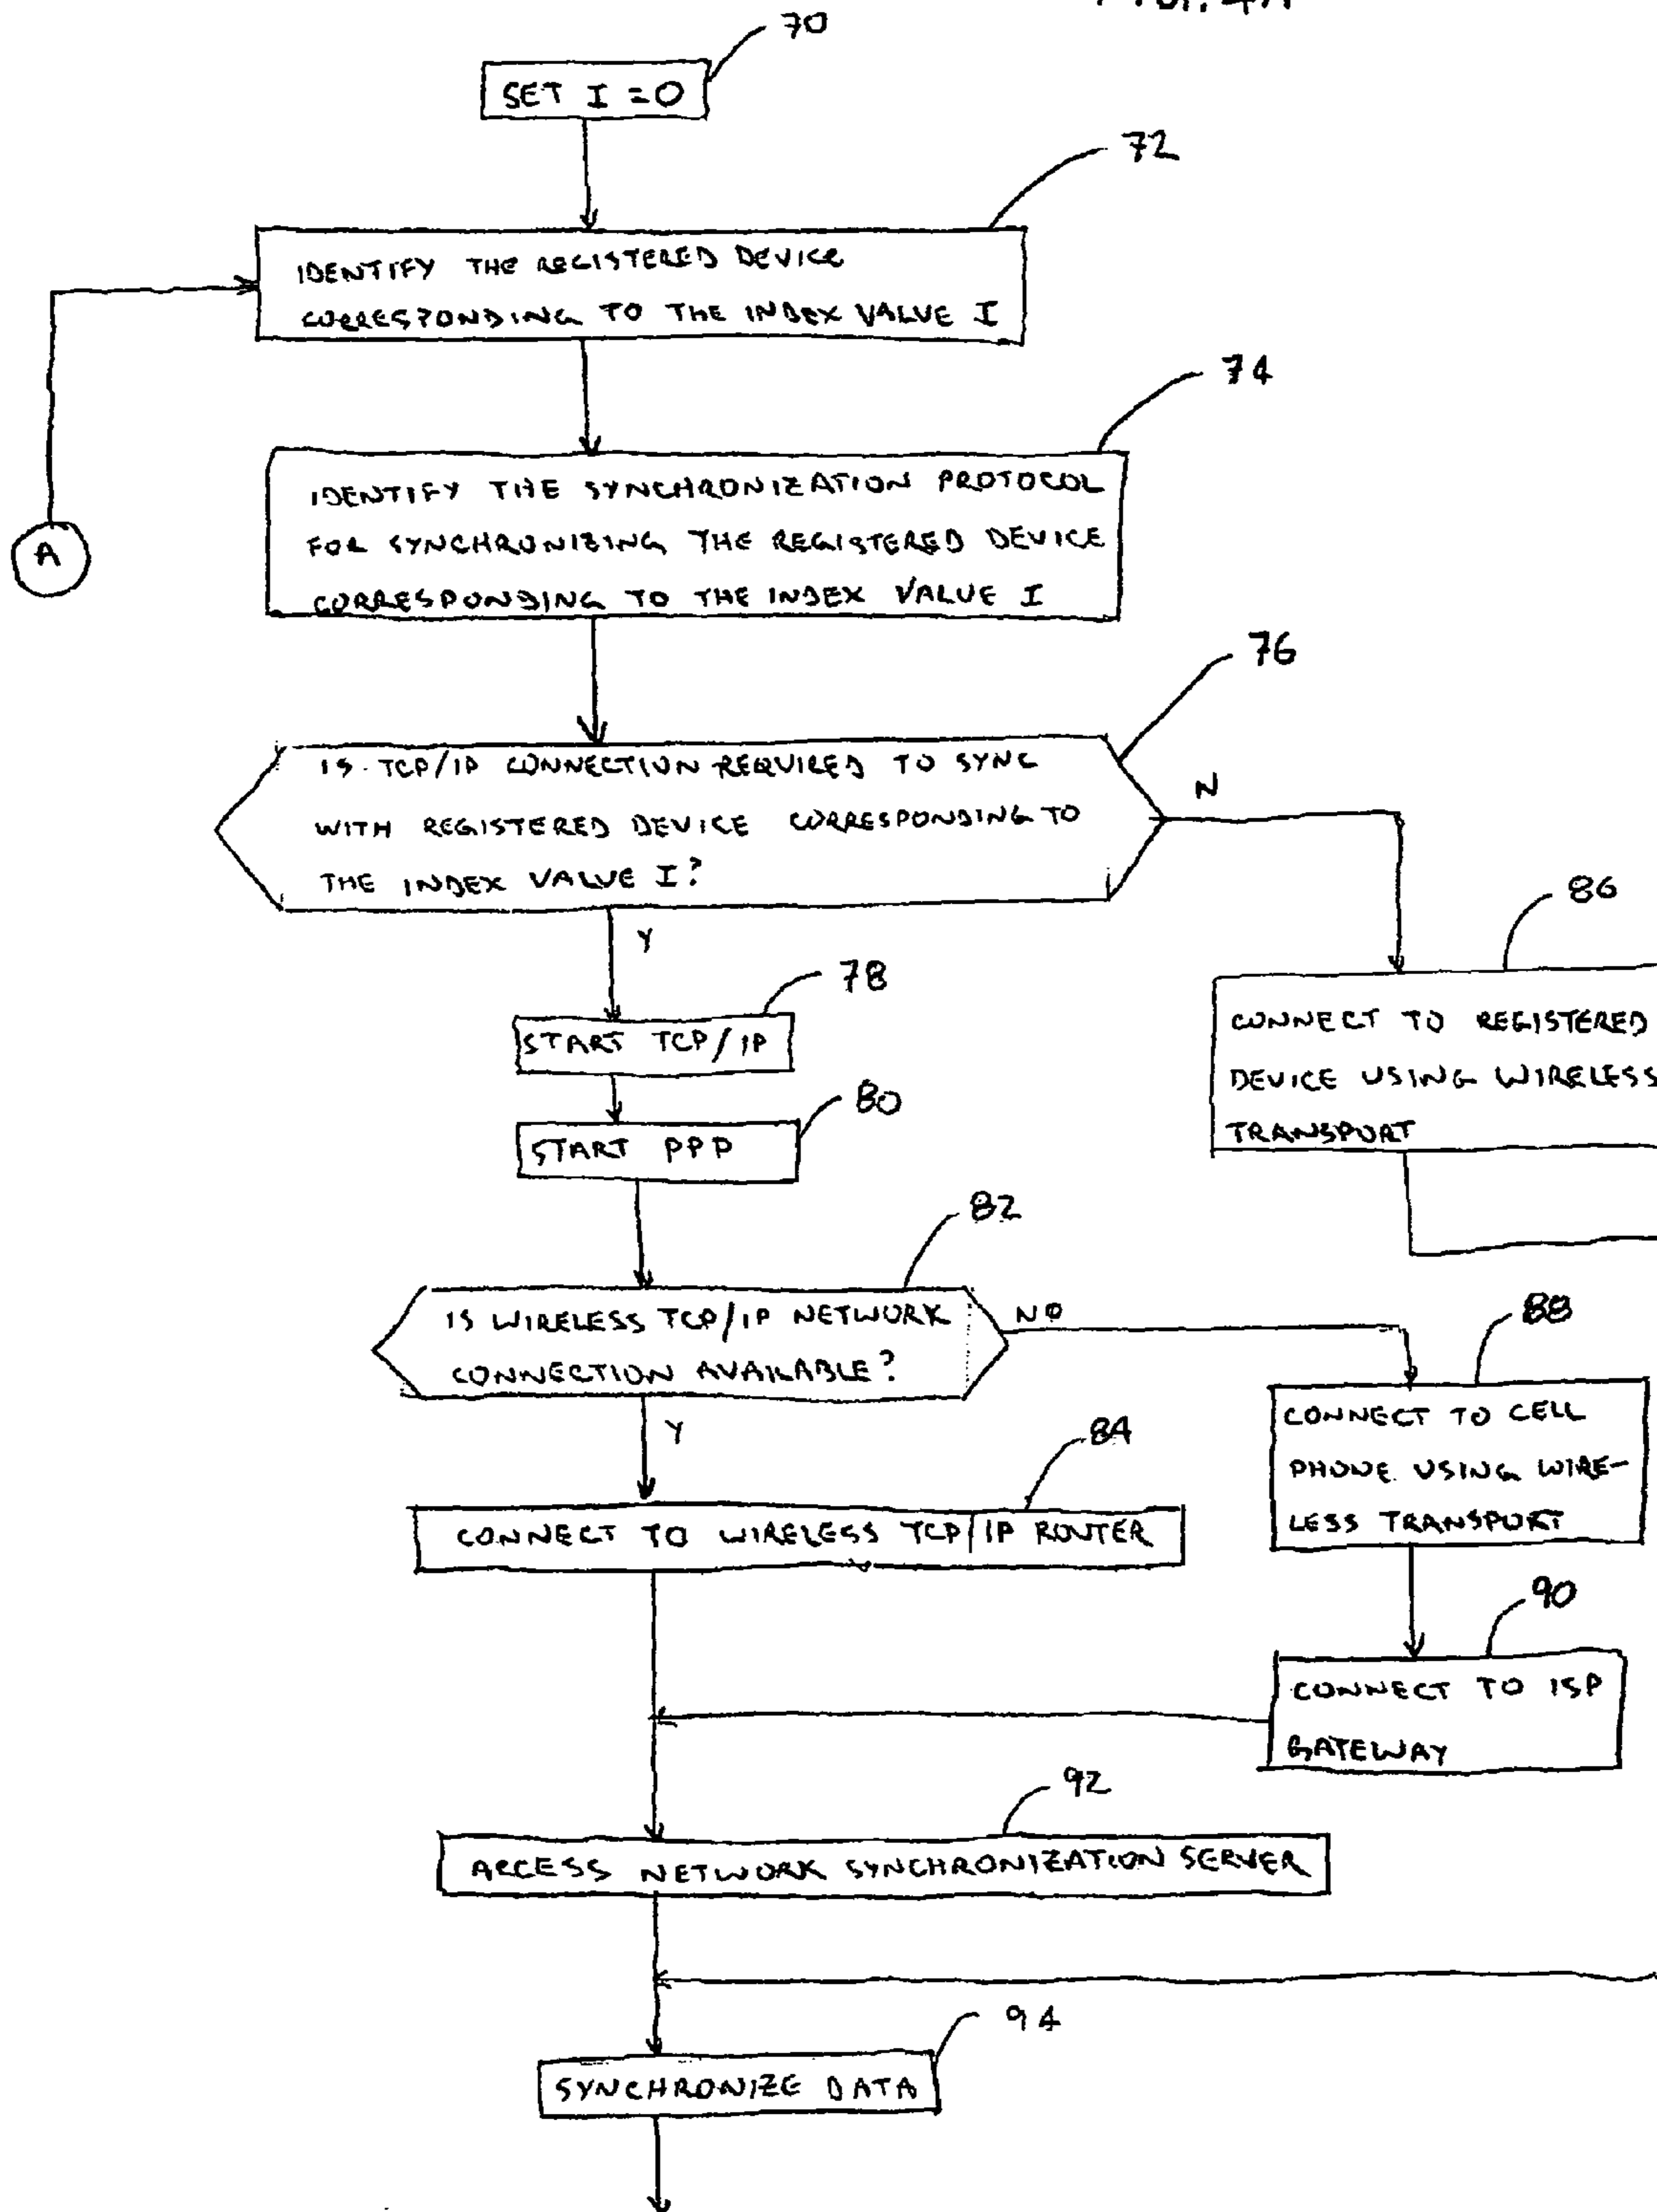 70
SET I = 0
72
IDENTIFY THE REGISTERED DEVICE
CORRESPONDING TO THE INDEX VALUE I
74
IDENTIFY THE SYNCHRONIZATION PROTOCOL
FOR SYNCHRONIZING THE REGISTERED DEVICE
CORRESPONDING TO THE INDEX VALUE I
A
76
IS TCP/IP CONNECTION REQUIRED TO SYNC
WITH REGISTERED DEVICE CORRESPONDING TO
THE INDEX VALUE I?
N
Y
86
CONNECT TO REGISTERED
DEVICE USING WIRELESS
TRANSPORT
78
START TCP/IP
80
START PPP
82
IS WIRELESS TCP/IP NETWORK
CONNECTION AVAILABLE?
NO
Y
88
CONNECT TO CELL
PHONE USING WIRE-
LESS TRANSPORT
84
CONNECT TO WIRELESS TCP/IP ROUTER
90
CONNECT TO ISP
GATEWAY
92
ACCESS NETWORK SYNCHRONIZATION SERVER
94
SYNCHRONIZE DATA